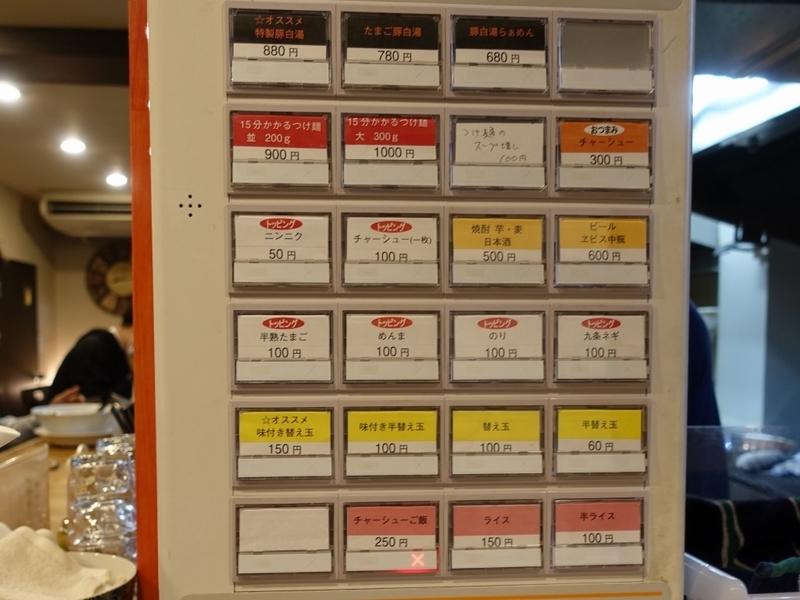 ☆オススメ
特製豚白湯
880円
たまご豚白湯
780円
豚白湯らぁめん
680円
15分かかるつけ麺
並 200g
900円
15分かかるつけ麺
大 300g
1000円
つけ麺の
スープ増し
100円
おつまみ
チャーシュー
300円
トッピング
ニンニク
50円
トッピング
チャーシュー(一枚)
100円
焼酎 芋・麦
日本酒
500円
ビール
ヱビス中瓶
600円
トッピング
半熟たまご
100円
トッピング
めんま
100円
トッピング
のり
100円
トッピング
九条ネギ
100円
☆オススメ
味付き替え玉
150円
味付き半替え玉
100円
替え玉
100円
半替え玉
60円
チャーシューご飯
250円
×
ライス
150円
半ライス
100円